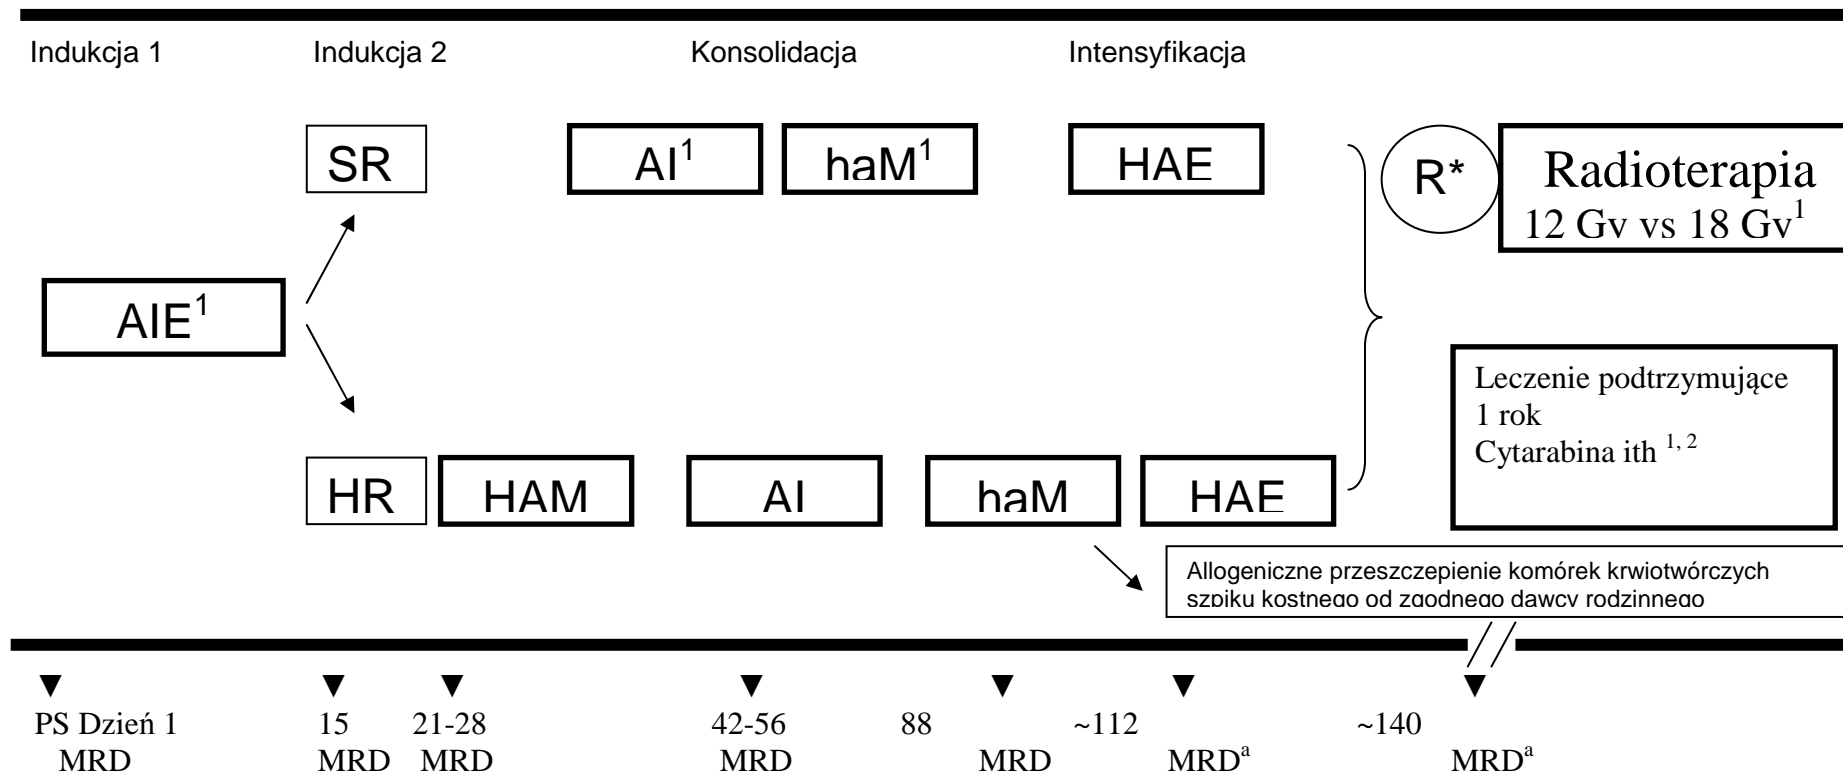 Indukcja 1 Indukcja 2 Konsolidacja Intensyfikacja
SR AI¹ haM¹ HAE R* Radioterapia
12 Gy vs 18 Gy¹
AIE¹
Leczenie podtrzymujące
1 rok
Cytarabina ith ¹, ²
HR HAM AI haM HAE
Allogeniczne przeszczepienie komórek krwiotwórczych
szpiku kostnego od zgodnego dawcy rodzinnego
PS Dzień 1 15 21-28 42-56 88 ~112 ~140
MRD MRD MRD MRD MRD MRDᵃ MRDᵃ